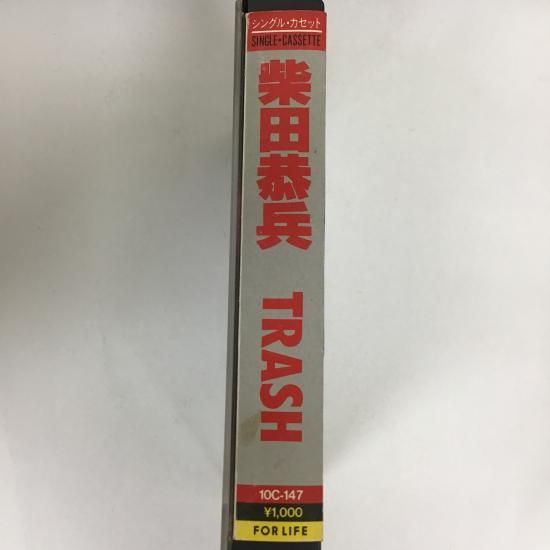 シングル・カセット
SINGLE・CASSETTE
柴田恭兵
TRASH
10C-147
¥1,000
FOR LIFE